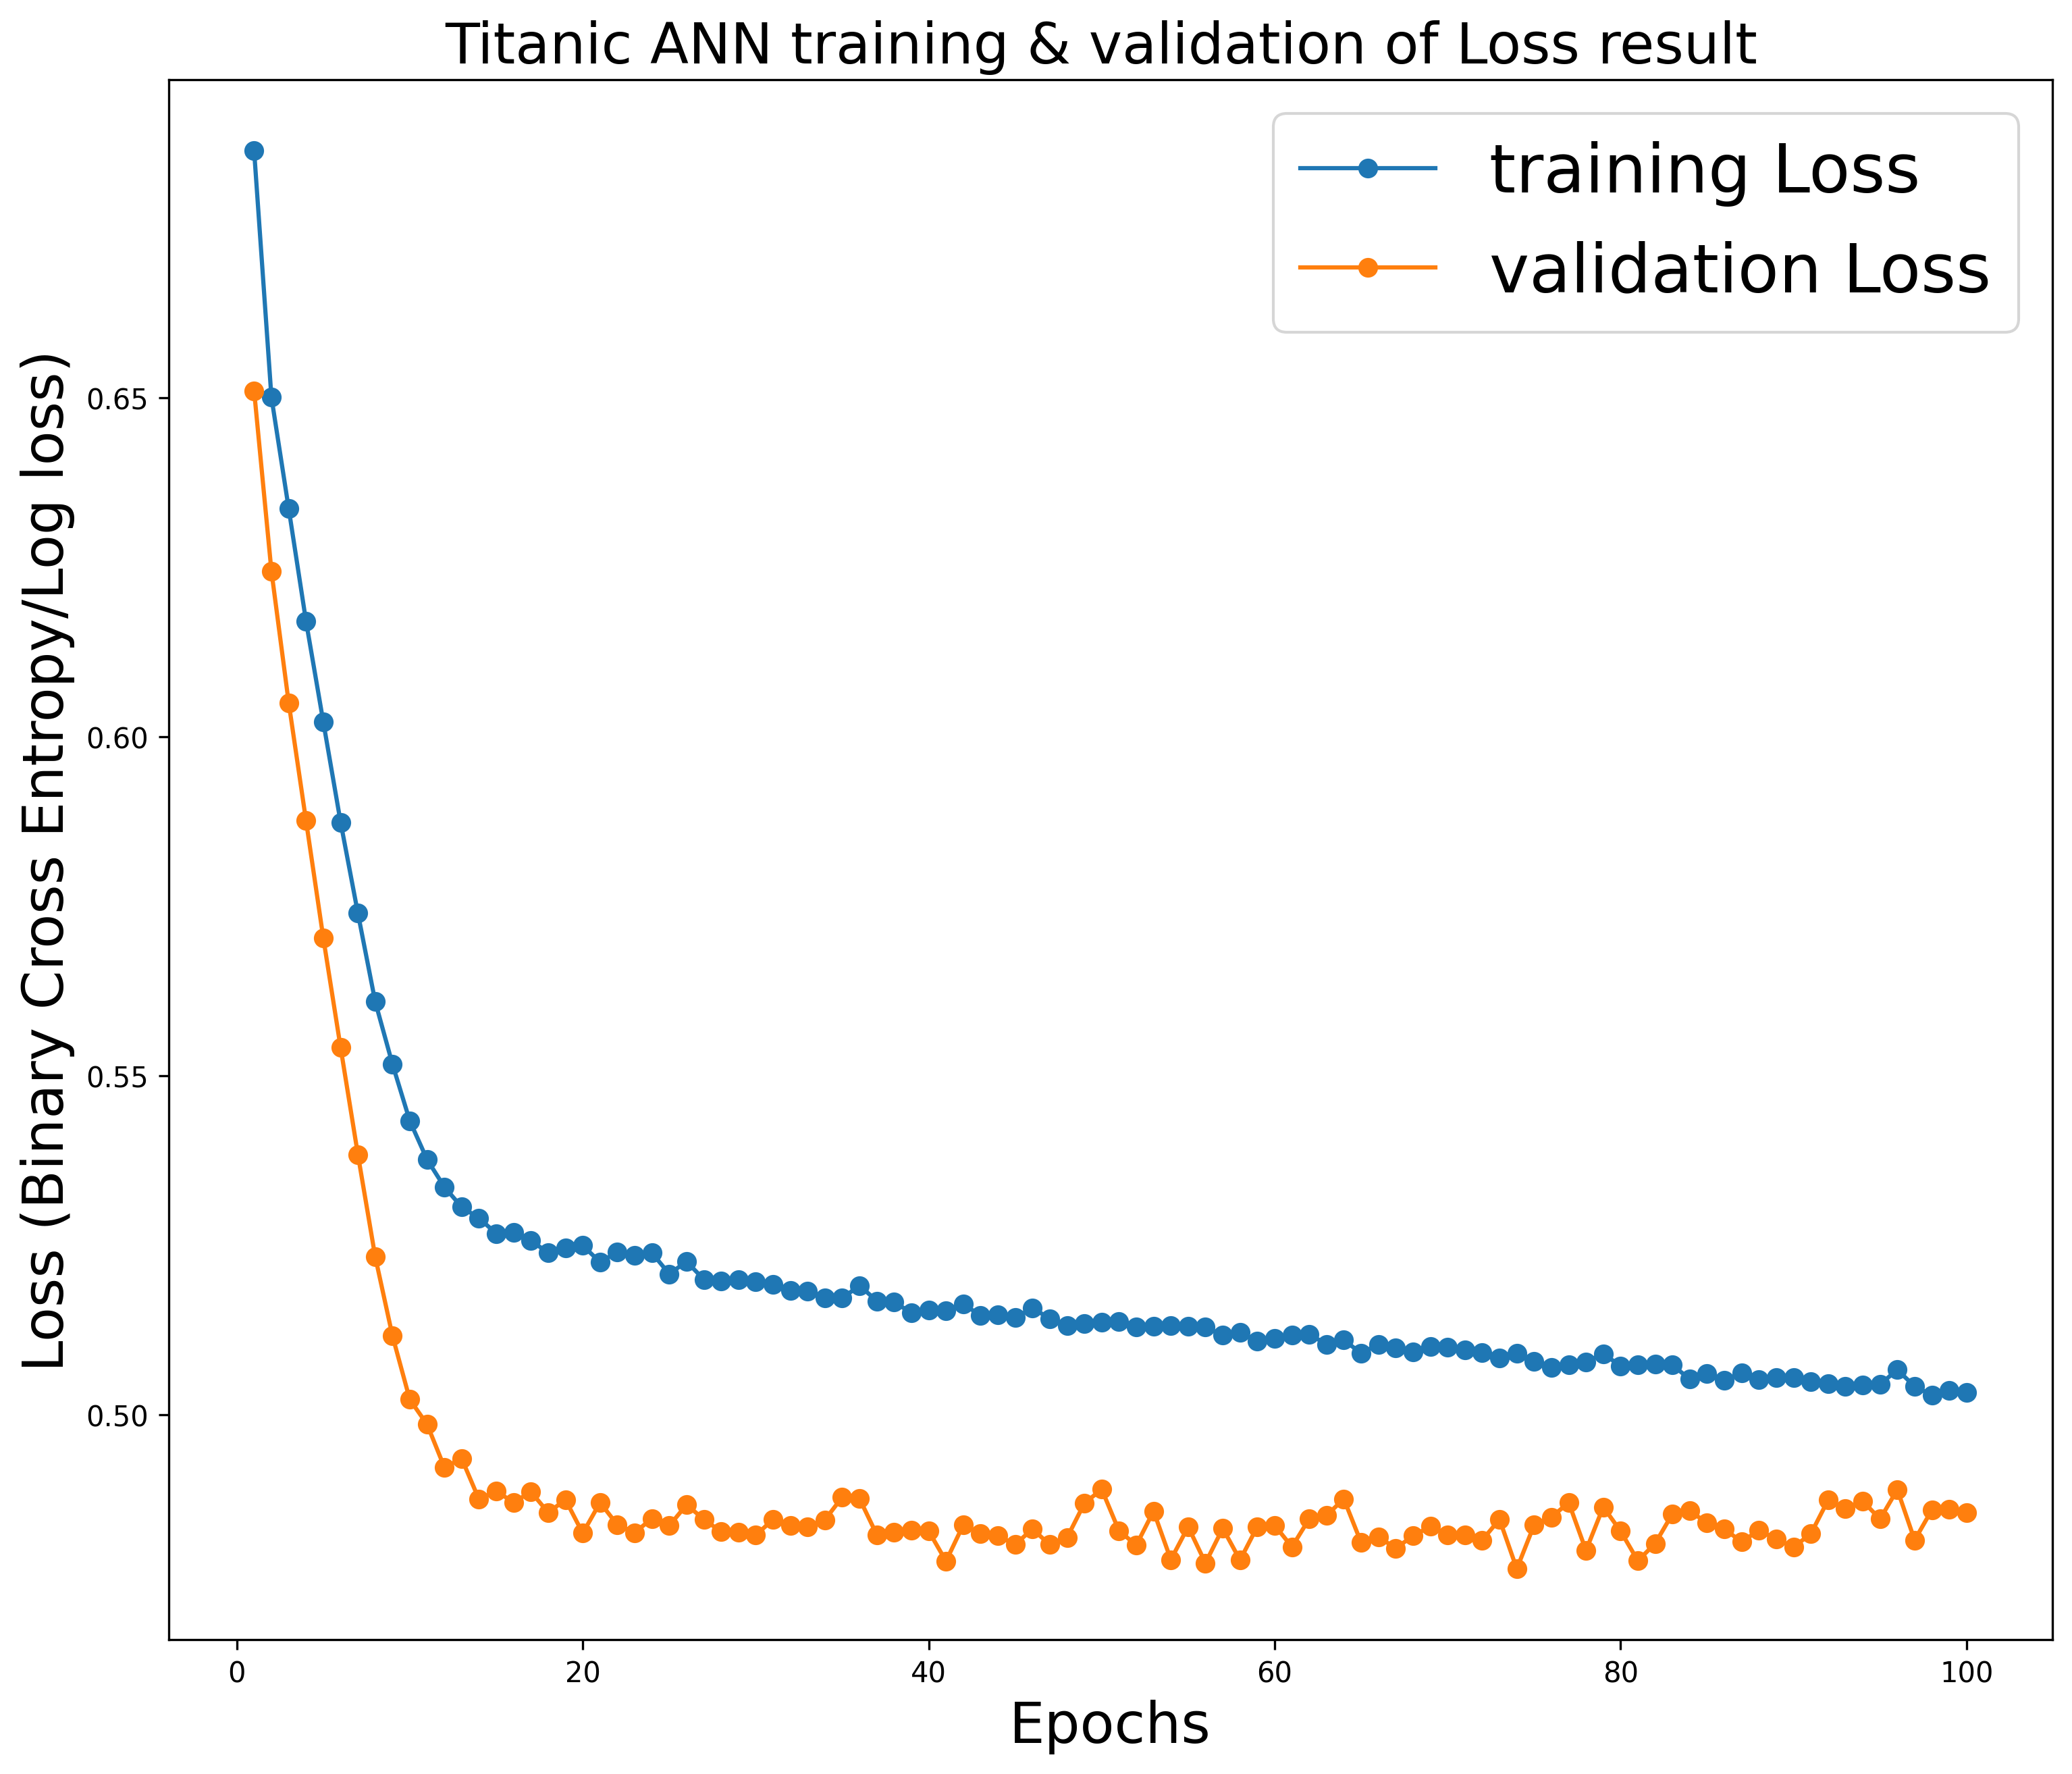 Titanic ANN training & validation of Loss result
training Loss
validation Loss
Loss (Binary Cross Entropy/Log loss)
0.65
0.60
0.55
0.50
0 20 40 60 80 100
Epochs